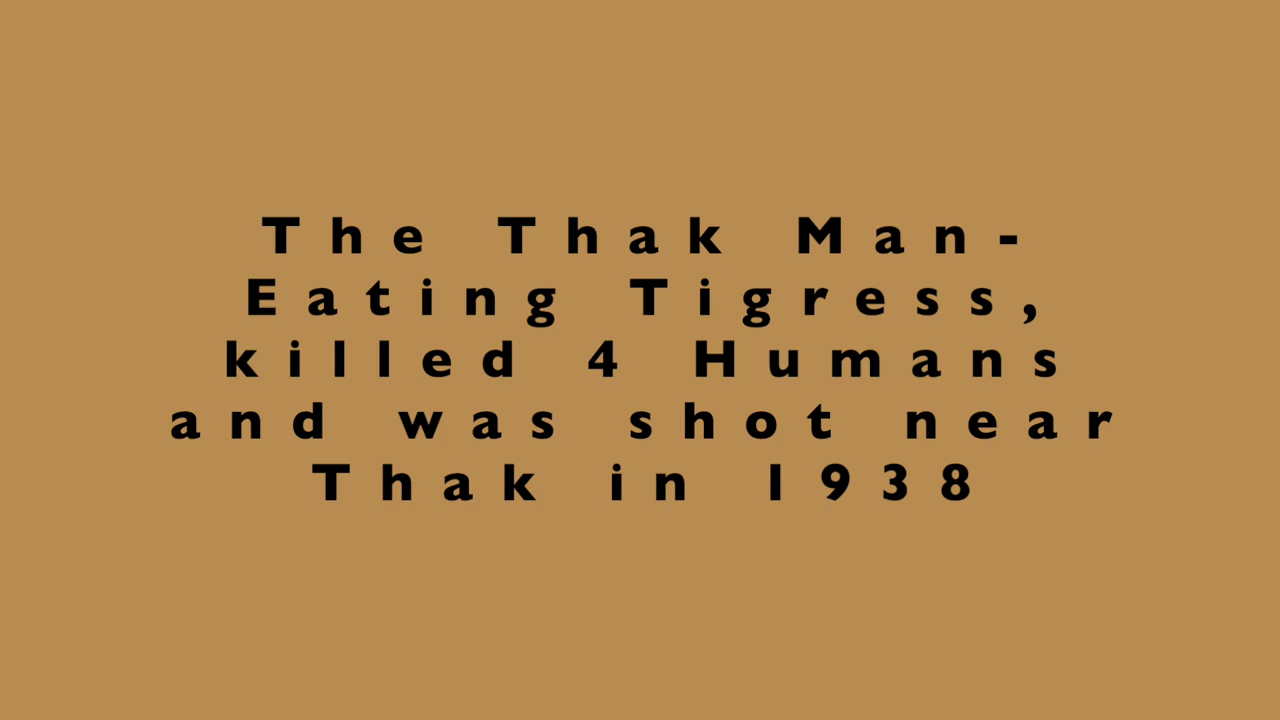 The Thak Man-
Eating Tigress,
killed 4 Humans
and was shot near
Thak in 1938